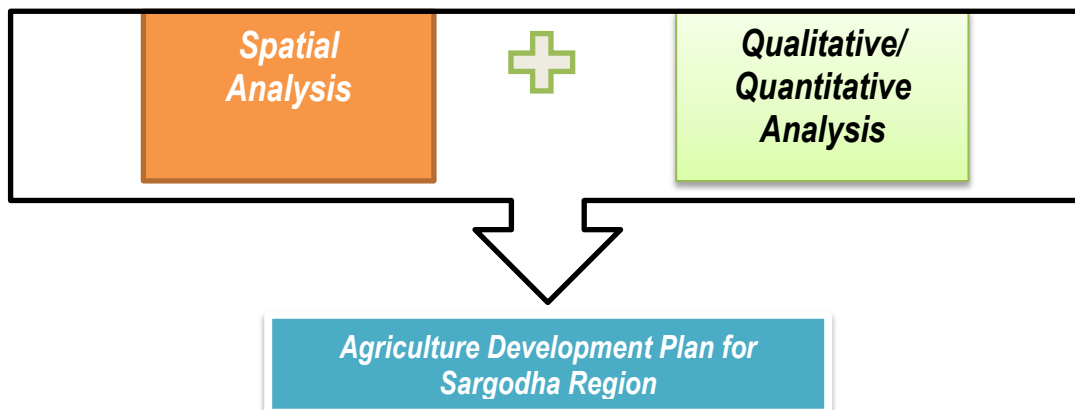 Spatial
Analysis
Qualitative/
Quantitative
Analysis
Agriculture Development Plan for
Sargodha Region